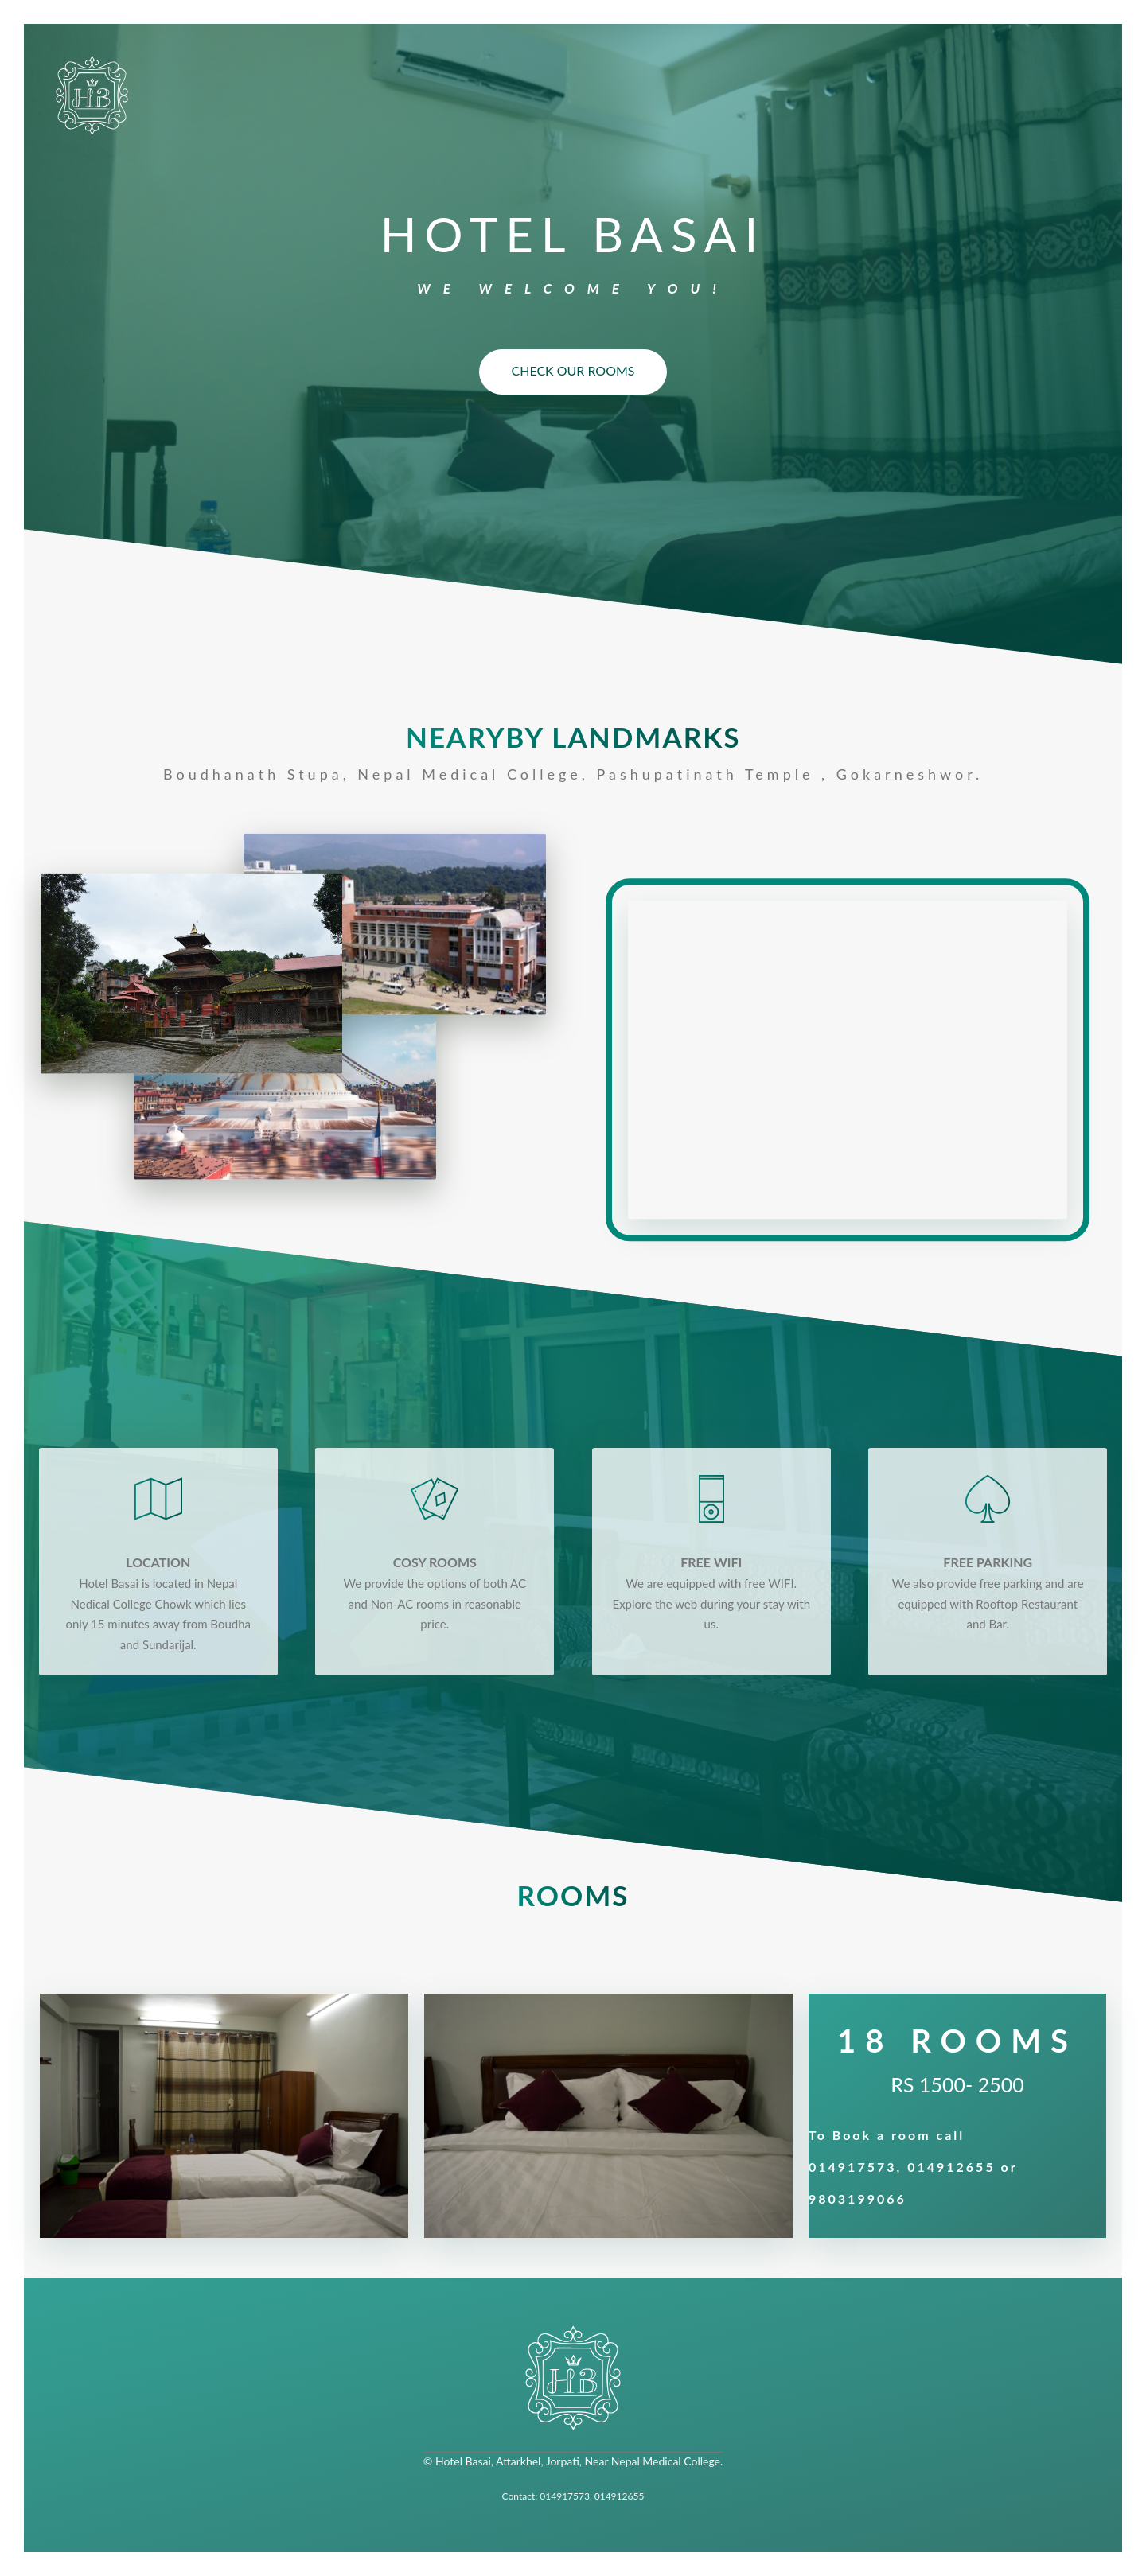 HB
HOTEL BASAI
WE WELCOME YOU!
CHECK OUR ROOMS
NEARYBY LANDMARKS
Boudhanath Stupa, Nepal Medical College, Pashupatinath Temple , Gokarneshwor.
LOCATION
Hotel Basai is located in Nepal
Nedical College Chowk which lies
only 15 minutes away from Boudha
and Sundarijal.
COSY ROOMS
We provide the options of both AC
and Non-AC rooms in reasonable
price.
FREE WIFI
We are equipped with free WIFI.
Explore the web during your stay with
us.
FREE PARKING
We also provide free parking and are
equipped with Rooftop Restaurant
and Bar.
ROOMS
18 ROOMS
RS 1500- 2500
To Book a room call
014917573, 014912655 or
9803199066
HB
© Hotel Basai, Attarkhel, Jorpati, Near Nepal Medical College.
Contact: 014917573, 014912655